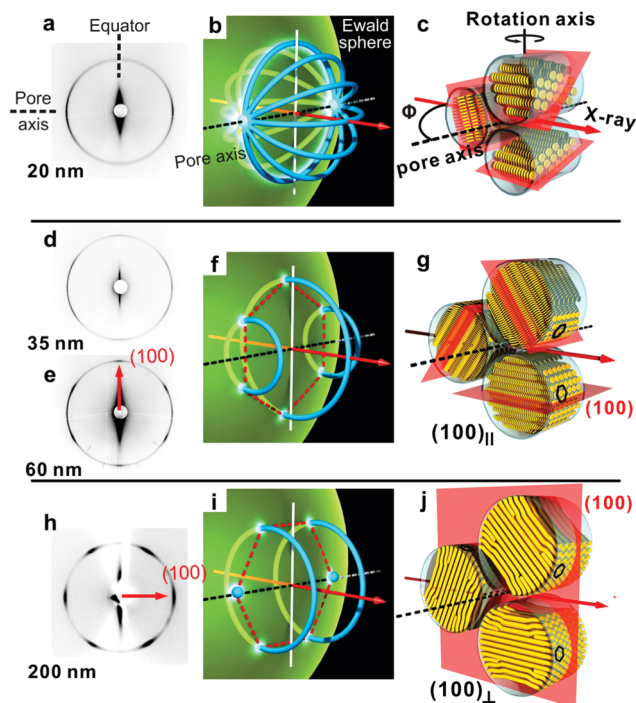 a
Equator
Pore
axis
20 nm
b
Ewald
sphere
Pore axis
c
Rotation axis
X-ray
Φ
pore axis
d
35 nm
e
(100)
60 nm
f
g
(100)
(100)||
h
(100)
200 nm
i
j
(100)
(100)⊥